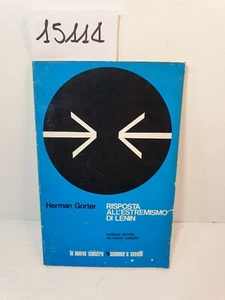 15111
Herman Gorter
RISPOSTA
ALL'ESTREMISMO
DI LENIN
la nuova sinistra samonà e savelli